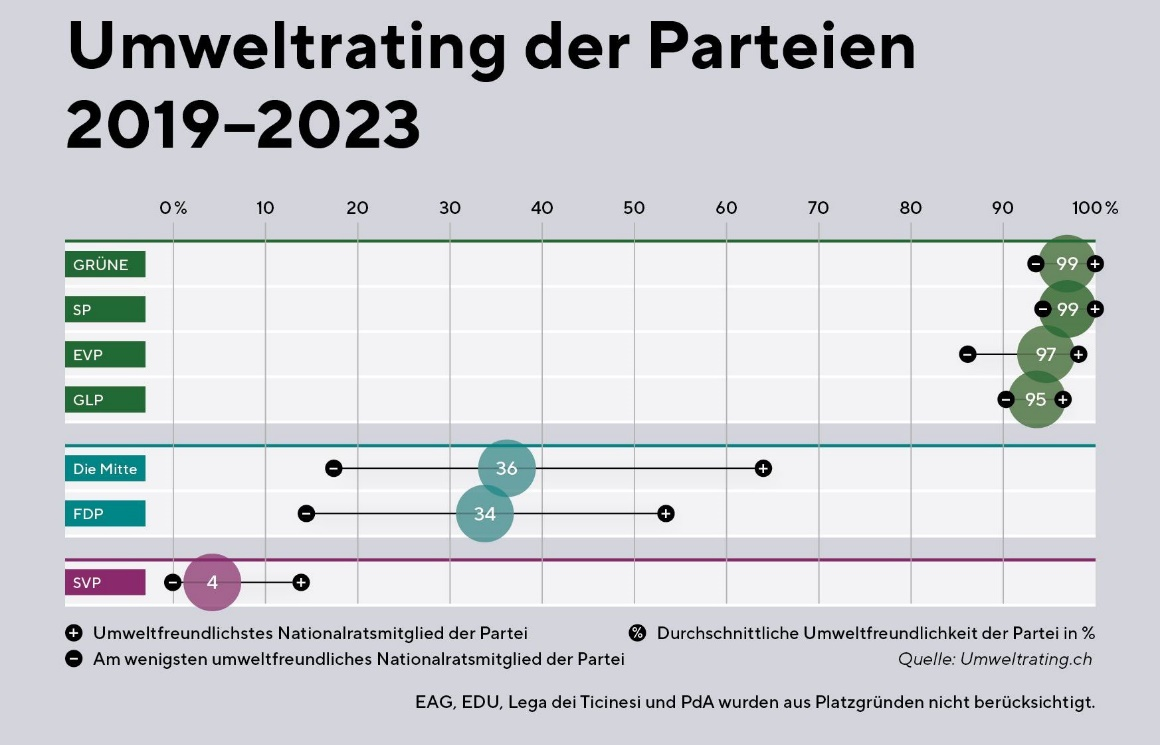 Umweltrating der Parteien
2019–2023
0% 10 20 30 40 50 60 70 80 90 100%
GRÜNE 99
SP 99
EVP 97
GLP 95
Die Mitte 36
FDP 34
SVP 4
+ Umweltfreundlichstes Nationalratsmitglied der Partei
% Durchschnittliche Umweltfreundlichkeit der Partei in %
− Am wenigsten umweltfreundliches Nationalratsmitglied der Partei
Quelle: Umweltrating.ch
EAG, EDU, Lega dei Ticinesi und PdA wurden aus Platzgründen nicht berücksichtigt.